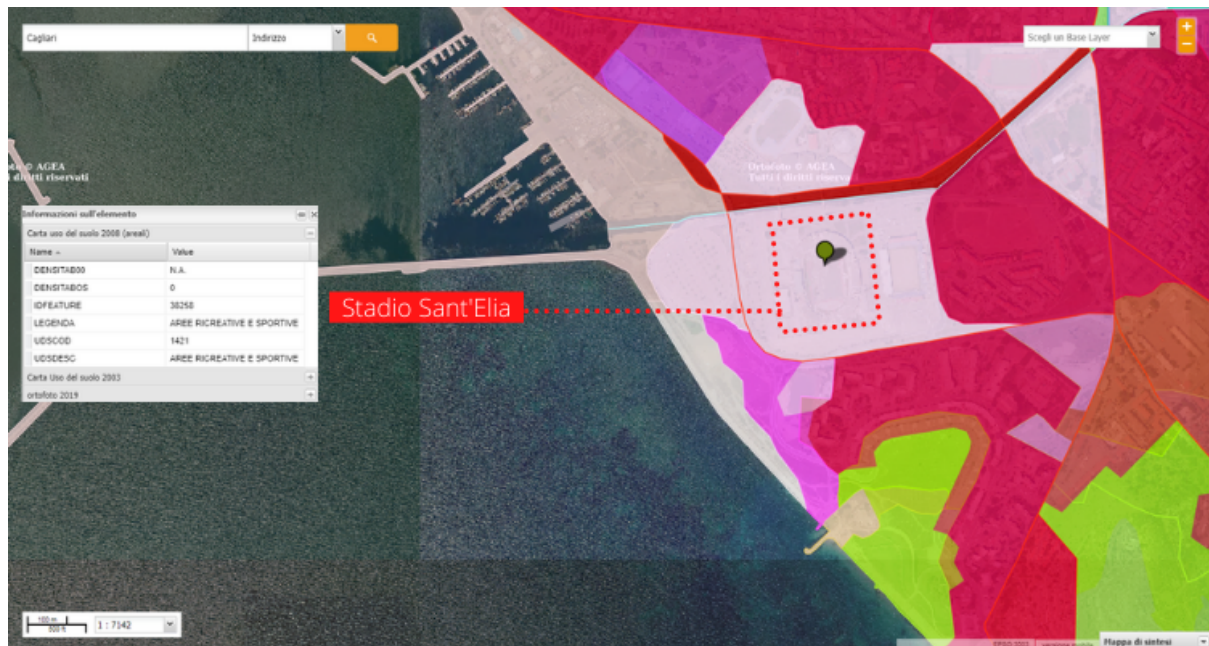 Cagliari
Indirizzo
Scegli un Base Layer
+
−
© AGEA
i diritti riservati
Ortofoto © AGEA
Tutti i diritti riservati
Informazioni sull'elemento
Carta uso del suolo 2008 (areali)
Name
Value
DENSITAB00
N.A.
DENSITABOS
0
IDFEATURE
38258
LEGENDA
AREE RICREATIVE E SPORTIVE
UDSCOD
1421
UDSDESC
AREE RICREATIVE E SPORTIVE
Carta Uso del suolo 2003
ortofoto 2019
Stadio Sant'Elia
100 m
500 ft
1 : 7142
Mappa di sintesi